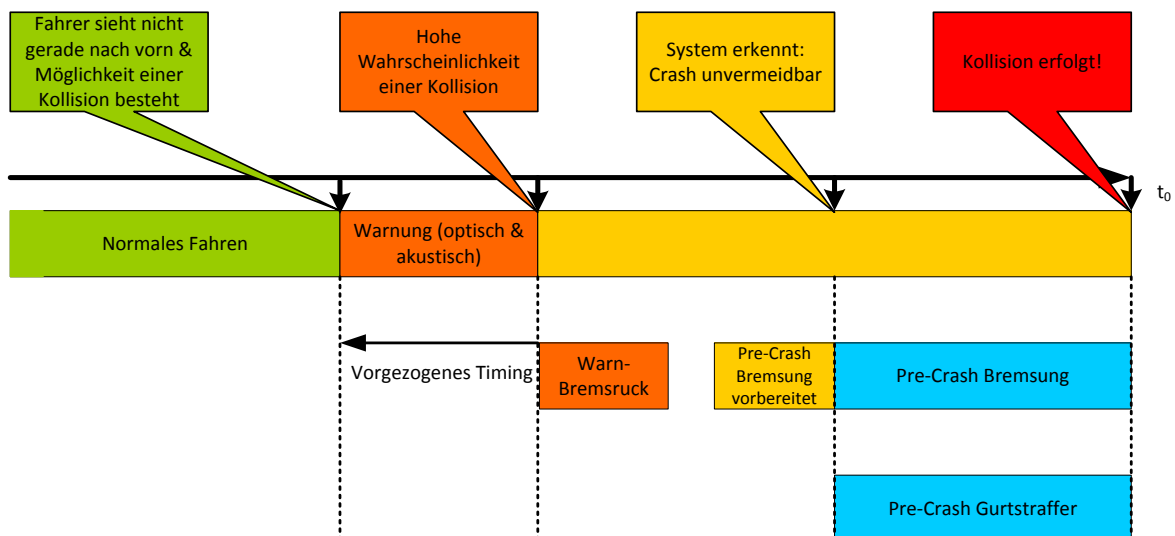 Fahrer sieht nicht
gerade nach vorn &
Möglichkeit einer
Kollision besteht
Hohe
Wahrscheinlichkeit
einer Kollision
System erkennt:
Crash unvermeidbar
Kollision erfolgt!
t₀
Normales Fahren
Warnung (optisch &
akustisch)
Vorgezogenes Timing
Warn-
Bremsruck
Pre-Crash
Bremsung
vorbereitet
Pre-Crash Bremsung
Pre-Crash Gurtstraffer